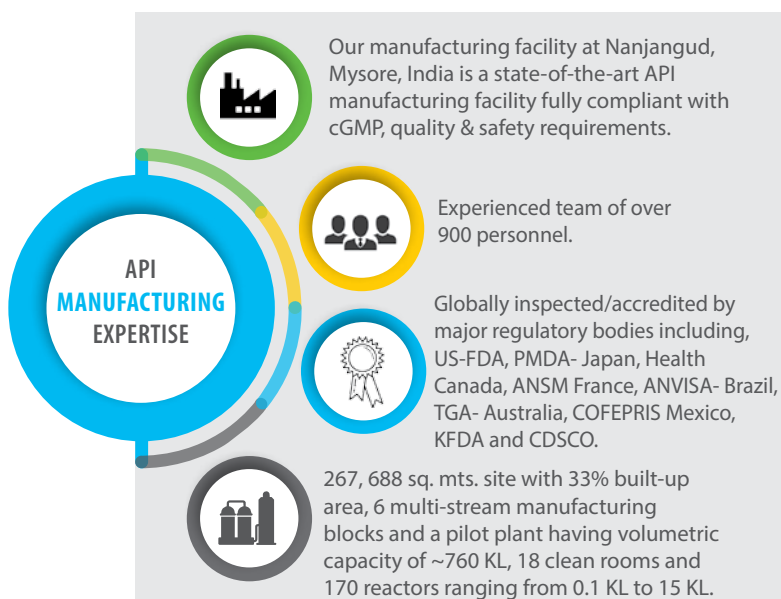 Our manufacturing facility at Nanjangud,
Mysore, India is a state-of-the-art API
manufacturing facility fully compliant with
cGMP, quality & safety requirements.
Experienced team of over
900 personnel.
API
MANUFACTURING
EXPERTISE
Globally inspected/accredited by
major regulatory bodies including,
US-FDA, PMDA- Japan, Health
Canada, ANSM France, ANVISA- Brazil,
TGA- Australia, COFEPRIS Mexico,
KFDA and CDSCO.
267, 688 sq. mts. site with 33% built-up
area, 6 multi-stream manufacturing
blocks and a pilot plant having volumetric
capacity of ~760 KL, 18 clean rooms and
170 reactors ranging from 0.1 KL to 15 KL.